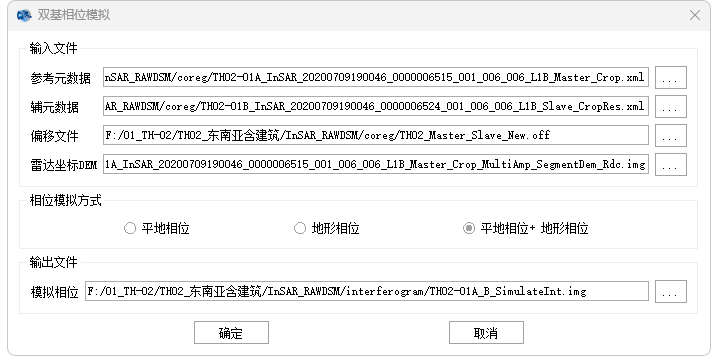 双基相位模拟
输入文件
参考元数据 nSAR_RAWDSM/coreg/TH02-01A_InSAR_20200709190046_0000006515_001_006_006_L1B_Master_Crop.xml ...
辅元数据 AR_RAWDSM/coreg/TH02-01B_InSAR_20200709190046_0000006524_001_006_006_L1B_Slave_CropRes.xml ...
偏移文件 F:/01_TH-02/TH02_东南亚含建筑/InSAR_RAWDSM/coreg/TH02_Master_Slave_New.off ...
雷达坐标DEM 1A_InSAR_20200709190046_0000006515_001_006_006_L1B_Master_Crop_MultiAmp_SegmentDem_Rdc.img ...
相位模拟方式
平地相位 地形相位 平地相位+ 地形相位
输出文件
模拟相位 F:/01_TH-02/TH02_东南亚含建筑/InSAR_RAWDSM/interferogram/TH02-01A_B_SimulateInt.img ...
确定 取消